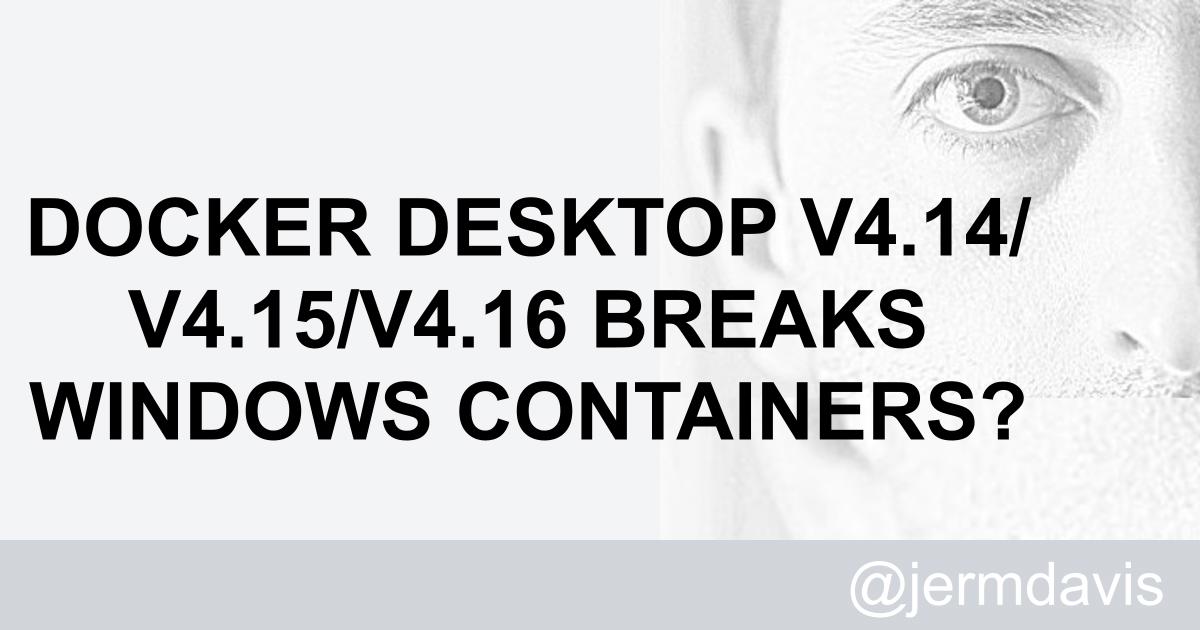 DOCKER DESKTOP V4.14/
V4.15/V4.16 BREAKS
WINDOWS CONTAINERS?
@jermdavis